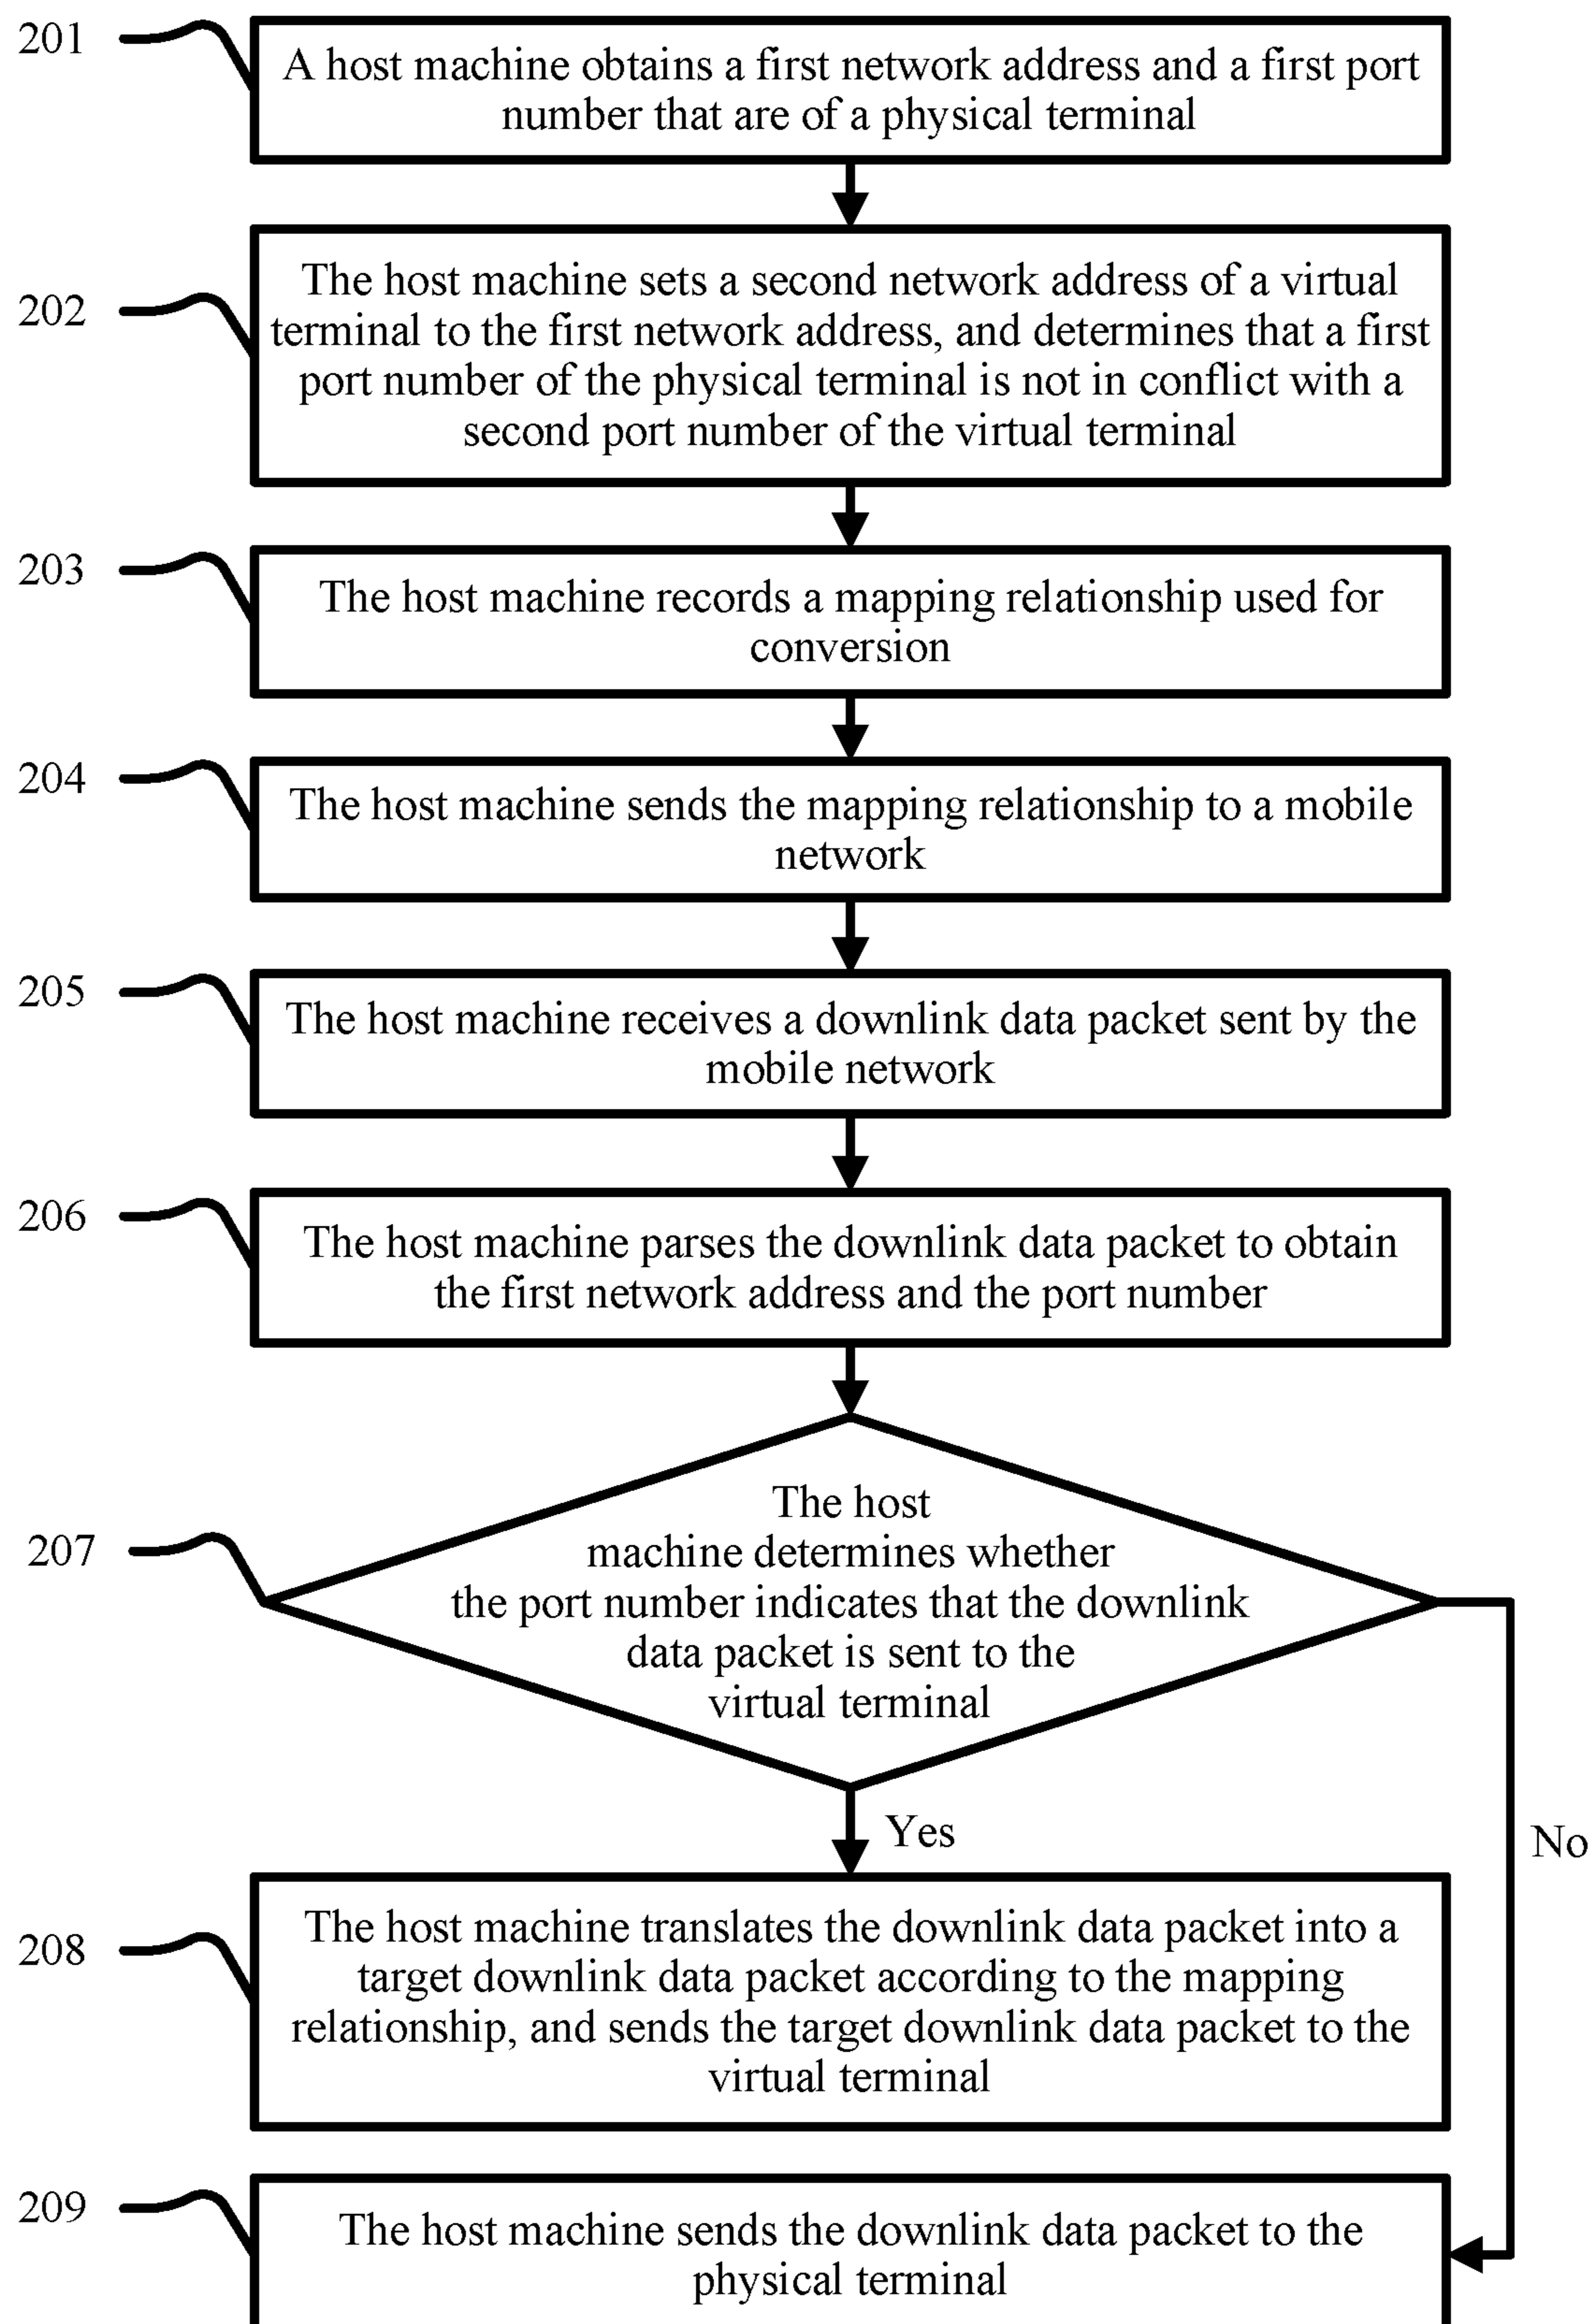 201
A host machine obtains a first network address and a first port
number that are of a physical terminal
202
The host machine sets a second network address of a virtual
terminal to the first network address, and determines that a first
port number of the physical terminal is not in conflict with a
second port number of the virtual terminal
203
The host machine records a mapping relationship used for
conversion
204
The host machine sends the mapping relationship to a mobile
network
205
The host machine receives a downlink data packet sent by the
mobile network
206
The host machine parses the downlink data packet to obtain
the first network address and the port number
207
The host
machine determines whether
the port number indicates that the downlink
data packet is sent to the
virtual terminal
Yes
No
208
The host machine translates the downlink data packet into a
target downlink data packet according to the mapping
relationship, and sends the target downlink data packet to the
virtual terminal
209
The host machine sends the downlink data packet to the
physical terminal